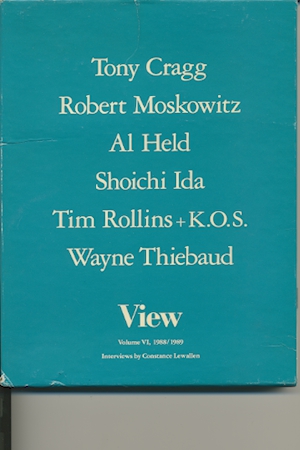 Tony Cragg
Robert Moskowitz
Al Held
Shoichi Ida
Tim Rollins + K.O.S.
Wayne Thiebaud
View
Volume VI, 1988/1989
Interviews by Constance Lewallen